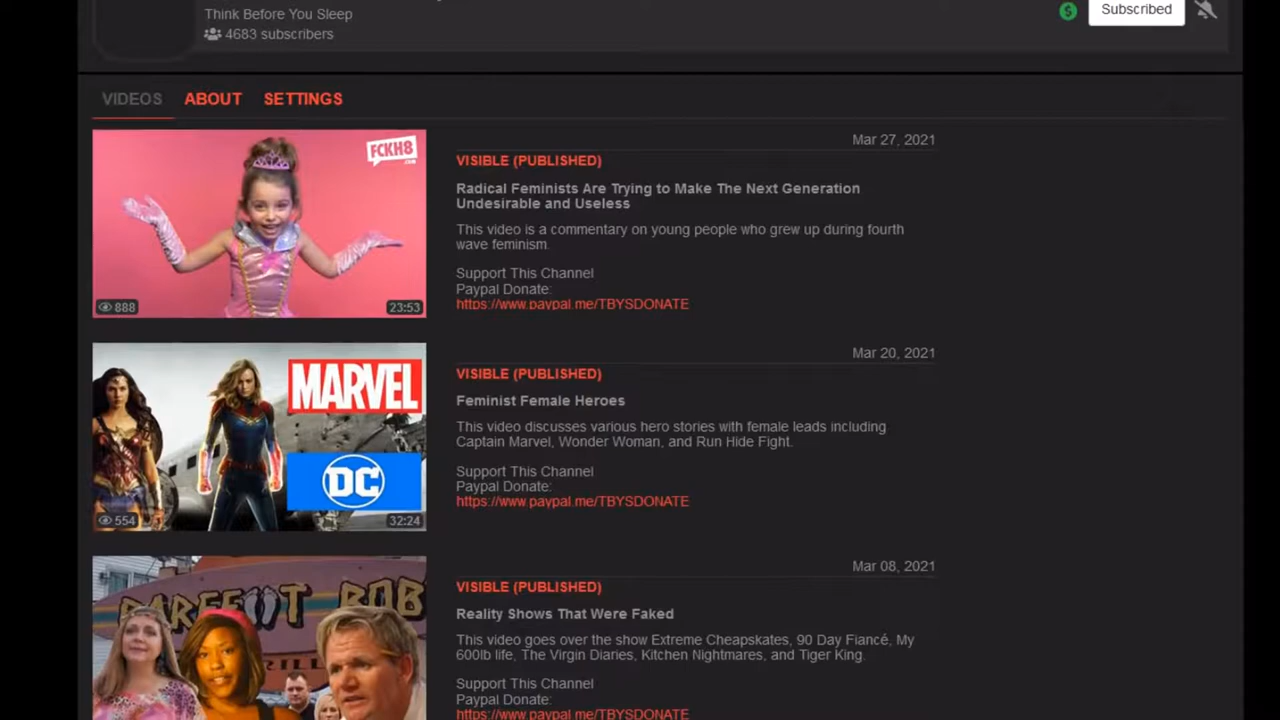 Think Before You Sleep
4683 subscribers
Subscribed
VIDEOS
ABOUT
SETTINGS
FCKH8
.com
888
23:53
Mar 27, 2021
VISIBLE (PUBLISHED)
Radical Feminists Are Trying to Make The Next Generation
Undesirable and Useless
This video is a commentary on young people who grew up during fourth
wave feminism.
Support This Channel
Paypal Donate:
https://www.paypal.me/TBYSDONATE
MARVEL
DC
554
32:24
Mar 20, 2021
VISIBLE (PUBLISHED)
Feminist Female Heroes
This video discusses various hero stories with female leads including
Captain Marvel, Wonder Woman, and Run Hide Fight.
Support This Channel
Paypal Donate:
https://www.paypal.me/TBYSDONATE
BAREFOOT BOB
RILL
Mar 08, 2021
VISIBLE (PUBLISHED)
Reality Shows That Were Faked
This video goes over the show Extreme Cheapskates, 90 Day Fiancé, My
600lb life, The Virgin Diaries, Kitchen Nightmares, and Tiger King.
Support This Channel
Paypal Donate:
https://www.paypal.me/TBYSDONATE